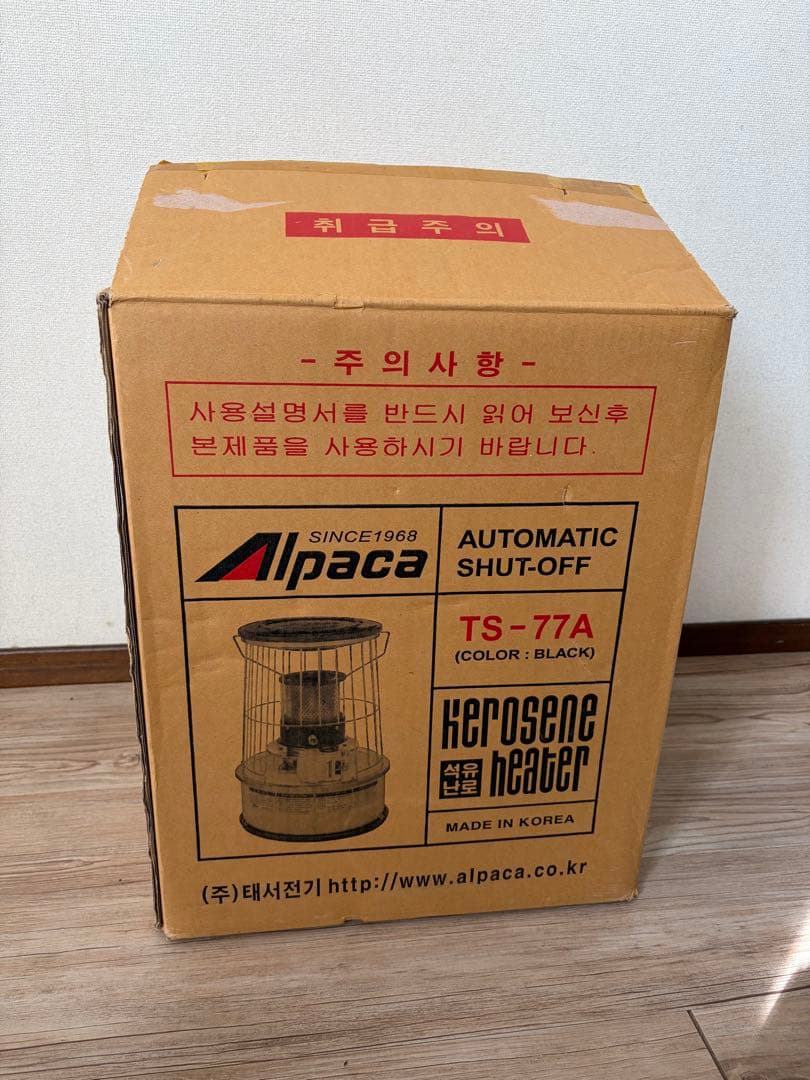 취급주의
- 주의사항 -
사용설명서를 반드시 읽어 보신후
본제품을 사용하시기 바랍니다.
SINCE1968
Alpaca
AUTOMATIC
SHUT-OFF
TS-77A
(COLOR : BLACK)
Kerosene
석유
난로
heater
MADE IN KOREA
(주)태서전기 http://www.alpaca.co.kr